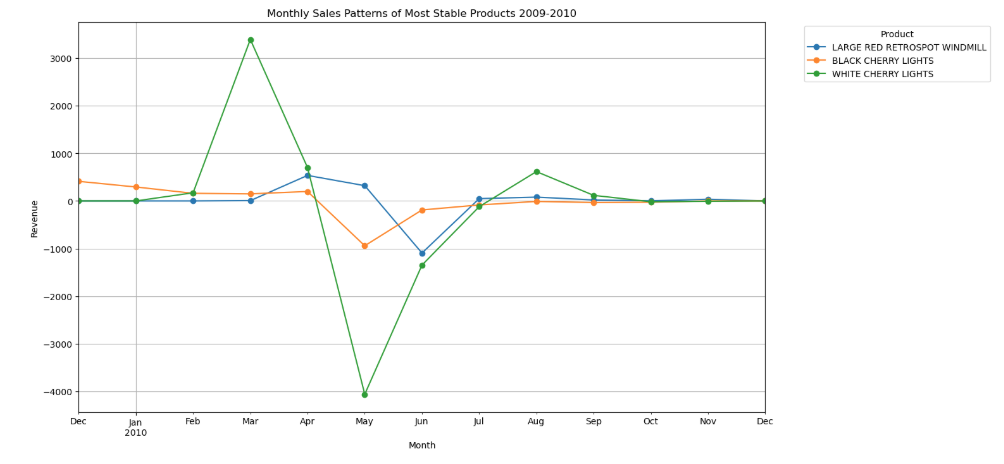 Monthly Sales Patterns of Most Stable Products 2009-2010
Product
LARGE RED RETROSPOT WINDMILL
BLACK CHERRY LIGHTS
WHITE CHERRY LIGHTS
Revenue
3000
2000
1000
0
−1000
−2000
−3000
−4000
Dec Jan Feb Mar Apr May Jun Jul Aug Sep Oct Nov Dec
2010
Month